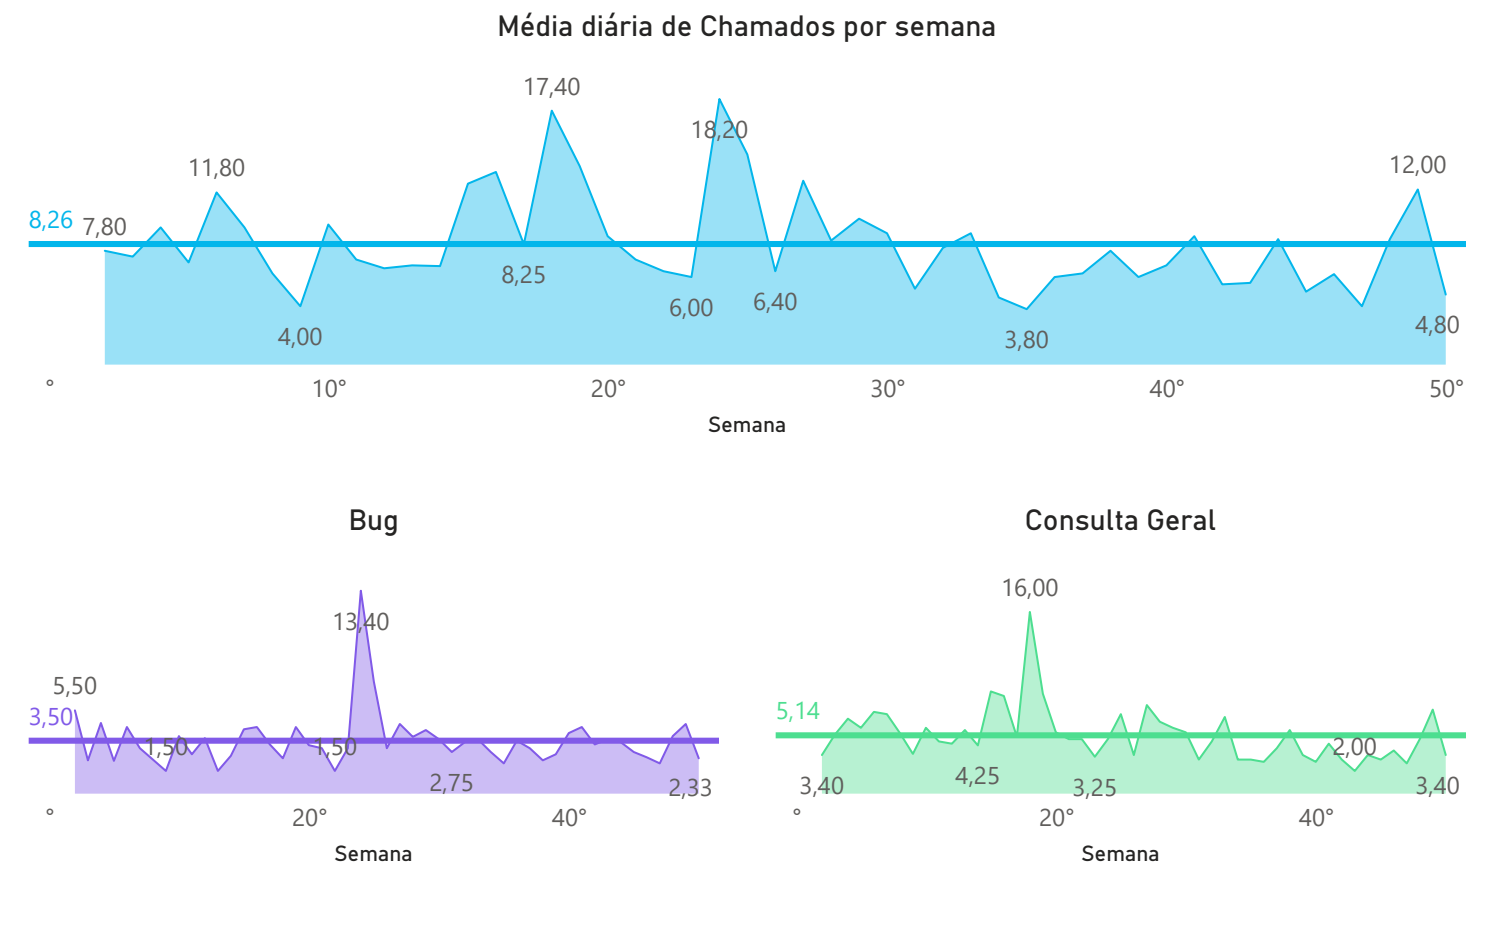 Média diária de Chamados por semana
17,40
18,20
11,80
12,00
8,26
7,80
8,25
6,00
6,40
4,00
3,80
4,80
° 10° 20° 30° 40° 50°
Semana
Bug
13,40
5,50
3,50
1,50
1,50
2,75
2,33
° 20° 40°
Semana
Consulta Geral
16,00
5,14
2,00
4,25
3,40
3,25
3,40
° 20° 40°
Semana